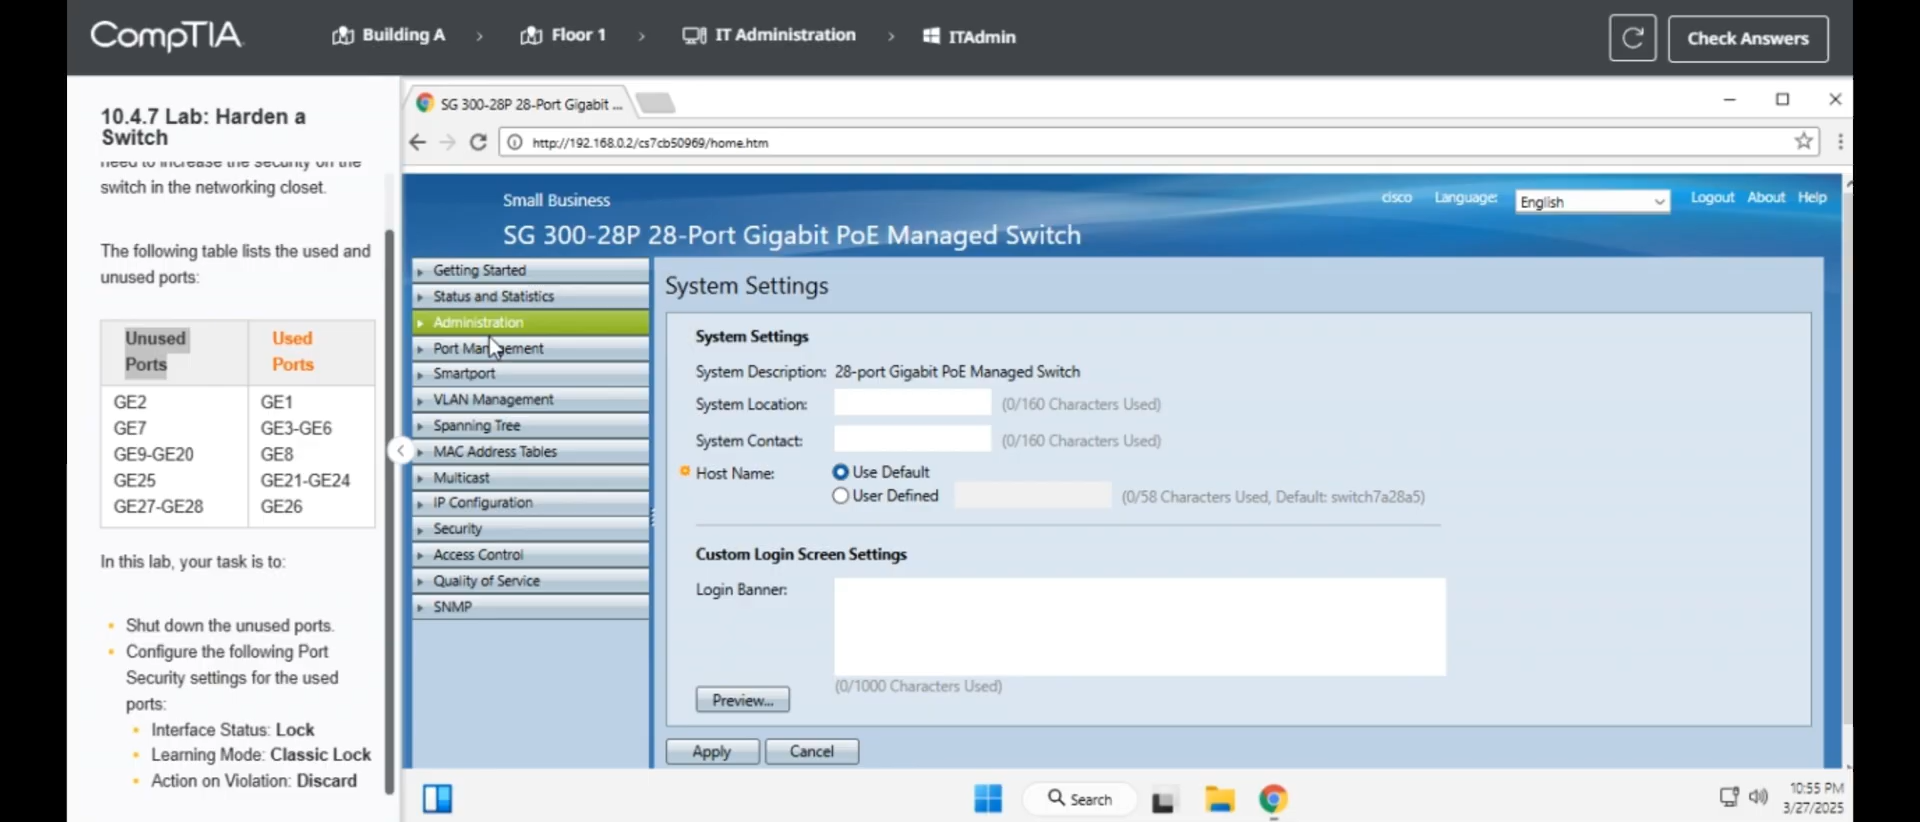 CompTIA
Building A > Floor 1 > IT Administration > ITAdmin
Check Answers
10.4.7 Lab: Harden a
Switch
need to increase the security on the
switch in the networking closet.
The following table lists the used and
unused ports:
Unused Ports
Used Ports
GE2 GE1
GE7 GE3-GE6
GE9-GE20 GE8
GE25 GE21-GE24
GE27-GE28 GE26
In this lab, your task is to:
Shut down the unused ports.
Configure the following Port
Security settings for the used
ports:
Interface Status: Lock
Learning Mode: Classic Lock
Action on Violation: Discard
SG 300-28P 28-Port Gigabit ...
http://192.168.0.2/cs7cb50969/home.htm
Small Business
cisco Language: English Logout About Help
SG 300-28P 28-Port Gigabit PoE Managed Switch
Getting Started
Status and Statistics
Administration
Port Management
Smartport
VLAN Management
Spanning Tree
MAC Address Tables
Multicast
IP Configuration
Security
Access Control
Quality of Service
SNMP
System Settings
System Settings
System Description: 28-port Gigabit PoE Managed Switch
System Location: (0/160 Characters Used)
System Contact: (0/160 Characters Used)
Host Name: Use Default
User Defined (0/58 Characters Used, Default: switch7a28a5)
Custom Login Screen Settings
Login Banner:
(0/1000 Characters Used)
Preview...
Apply Cancel
Search
10:55 PM
3/27/2025